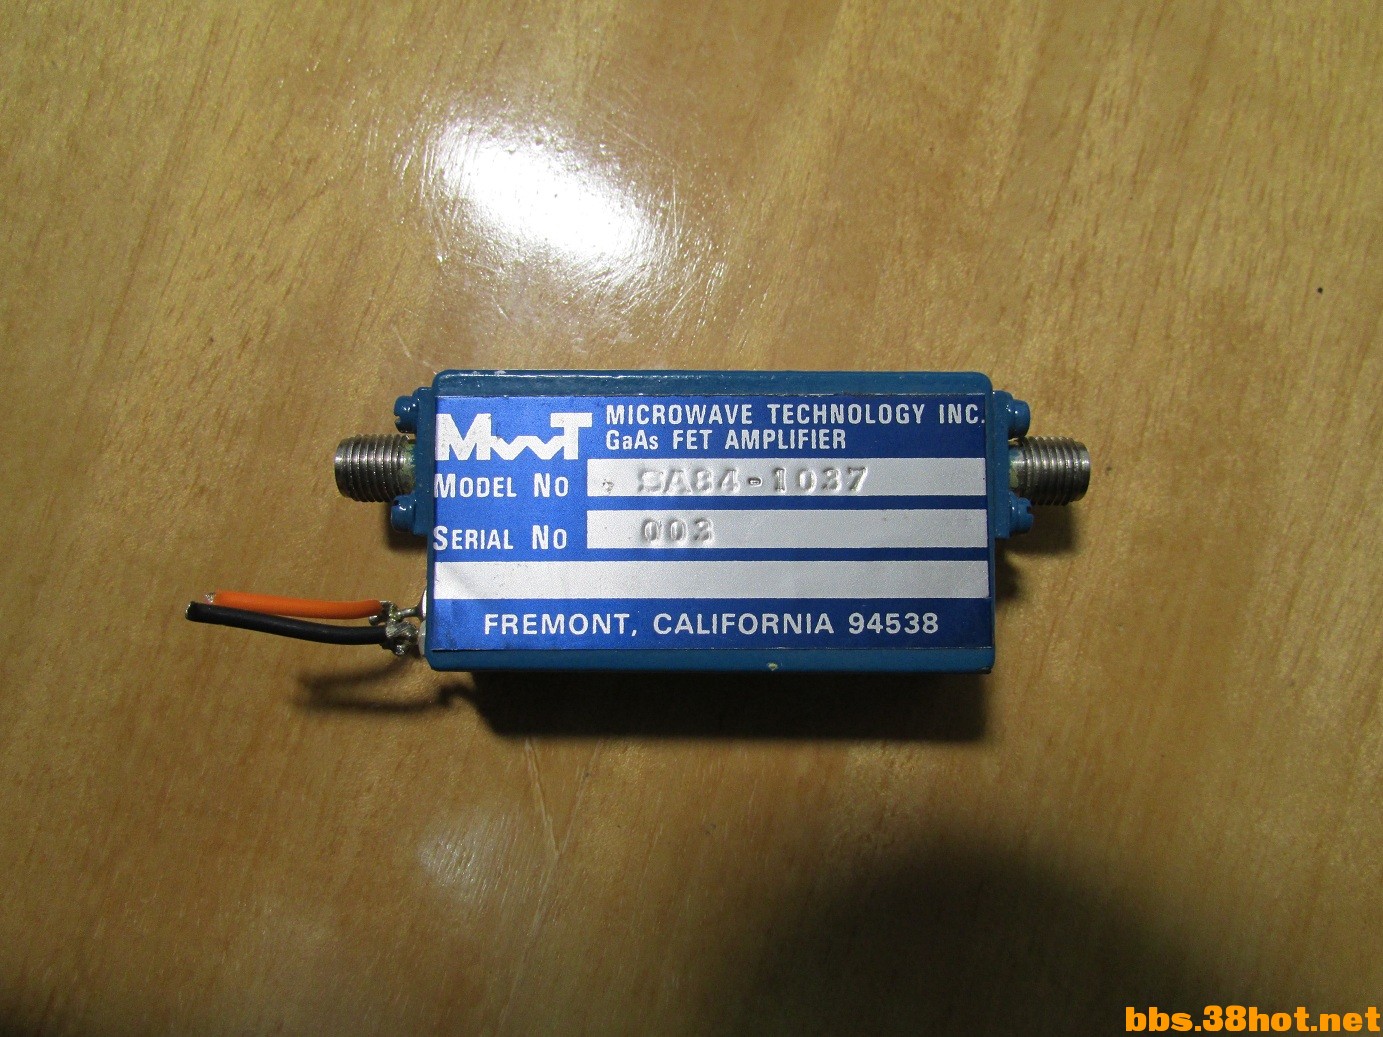 MwT
MICROWAVE TECHNOLOGY INC.
GaAs FET AMPLIFIER
MODEL NO SA84-1037
SERIAL NO 003
FREMONT, CALIFORNIA 94538
bbs.38hot.net